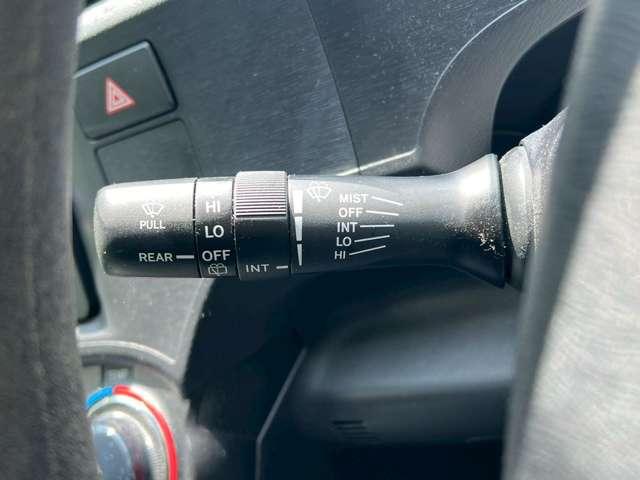 PULL
REAR
HI
LO
OFF
INT
MIST
OFF
INT
LO
HI